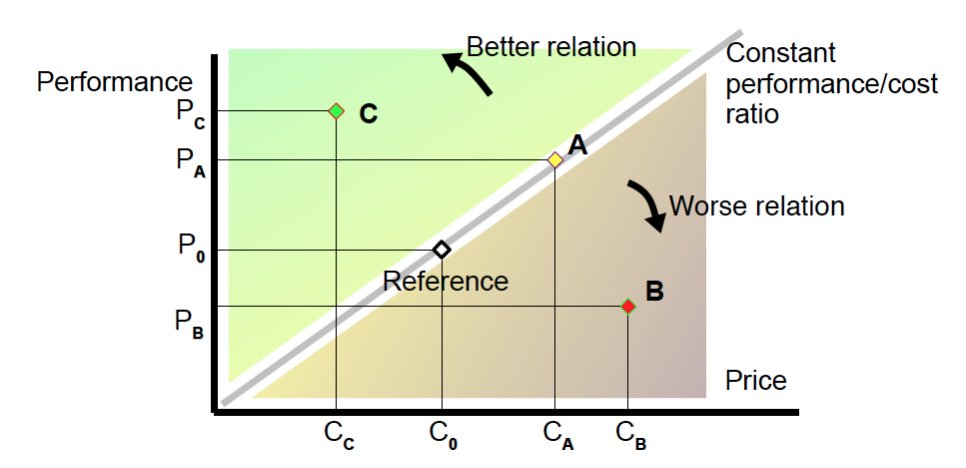 Better relation
Constant
performance/cost
ratio
Performance
P_C
C
P_A
A
Worse relation
P_0
Reference
B
P_B
Price
C_C
C_0
C_A
C_B